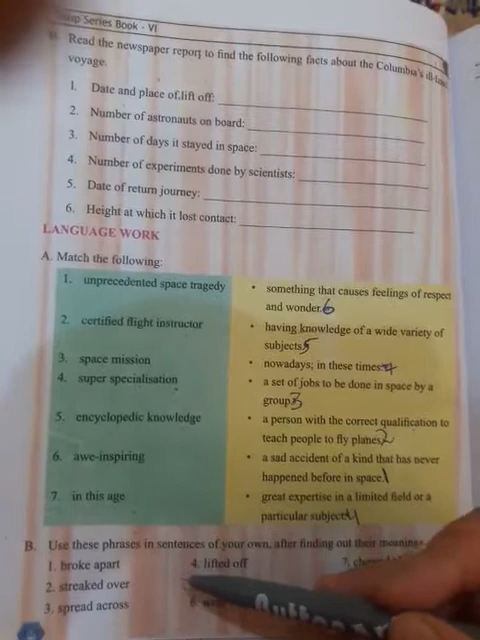 Series Book - VI
B. Read the newspaper report to find the following facts about the Columbia's ill-fated
voyage.
1. Date and place of lift off:
2. Number of astronauts on board:
3. Number of days it stayed in space:
4. Number of experiments done by scientists:
5. Date of return journey:
6. Height at which it lost contact:
LANGUAGE WORK
A. Match the following:
1. unprecedented space tragedy
2. certified flight instructor
3. space mission
4. super specialisation
5. encyclopedic knowledge
6. awe-inspiring
7. in this age
• something that causes feelings of respect
and wonder. 6
• having knowledge of a wide variety of
subjects 5
• nowadays; in these times
• a set of jobs to be done in space by a
group 3
• a person with the correct qualification to
teach people to fly planes 2
• a sad accident of a kind that has never
happened before in space. 1
• great expertise in a limited field or a
particular subject 4
B. Use these phrases in sentences of your own, after finding out their meaning
1. broke apart
2. streaked over
3. spread across
4. lifted off
6.
7.